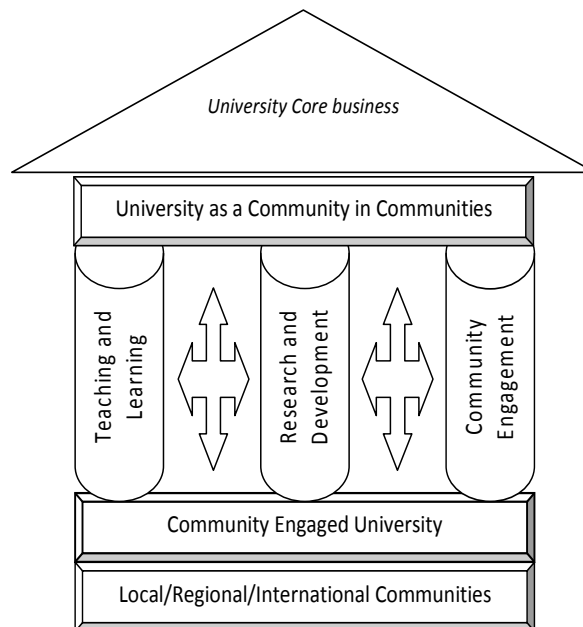 University Core business
University as a Community in Communities
Teaching and
Learning
Research and
Development
Community
Engagement
Community Engaged University
Local/Regional/International Communities